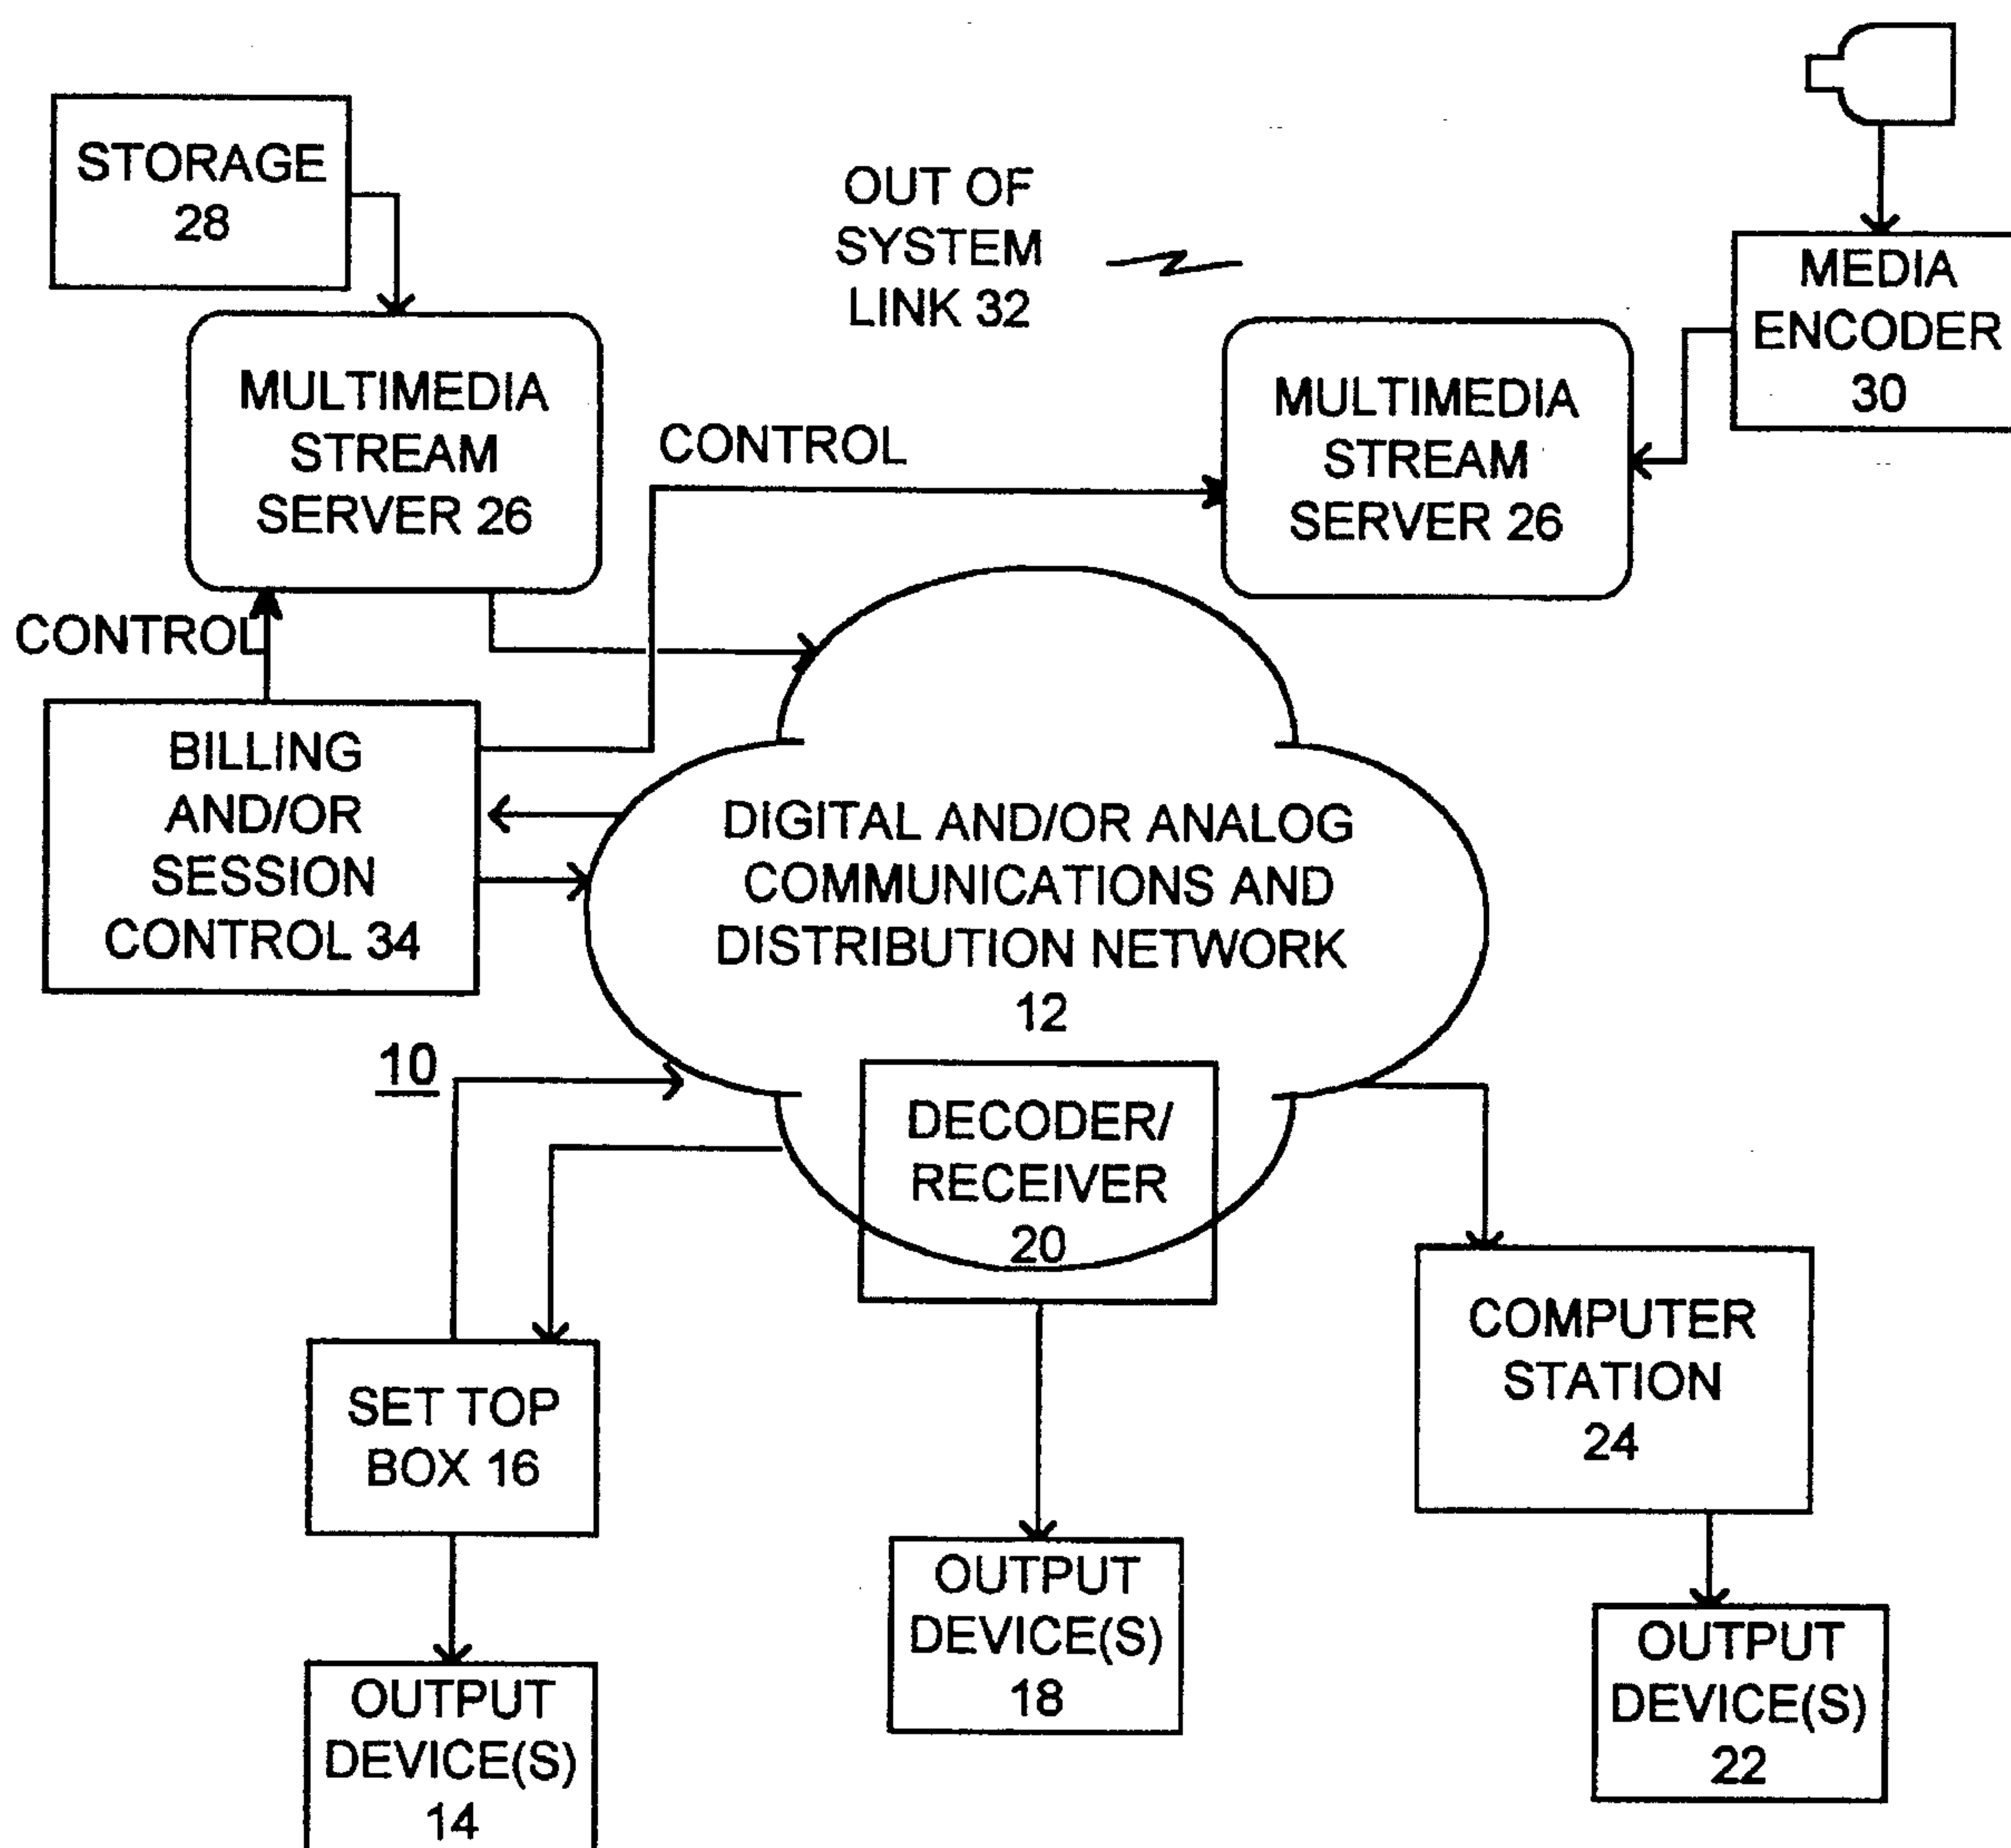 STORAGE
28
OUT OF
SYSTEM
LINK 32
MEDIA
ENCODER
30
MULTIMEDIA
STREAM
SERVER 26
CONTROL
MULTIMEDIA
STREAM
SERVER 26
CONTROL
BILLING
AND/OR
SESSION
CONTROL 34
DIGITAL AND/OR ANALOG
COMMUNICATIONS AND
DISTRIBUTION NETWORK
12
10
DECODER/
RECEIVER
20
SET TOP
BOX 16
COMPUTER
STATION
24
OUTPUT
DEVICE(S)
14
OUTPUT
DEVICE(S)
18
OUTPUT
DEVICE(S)
22